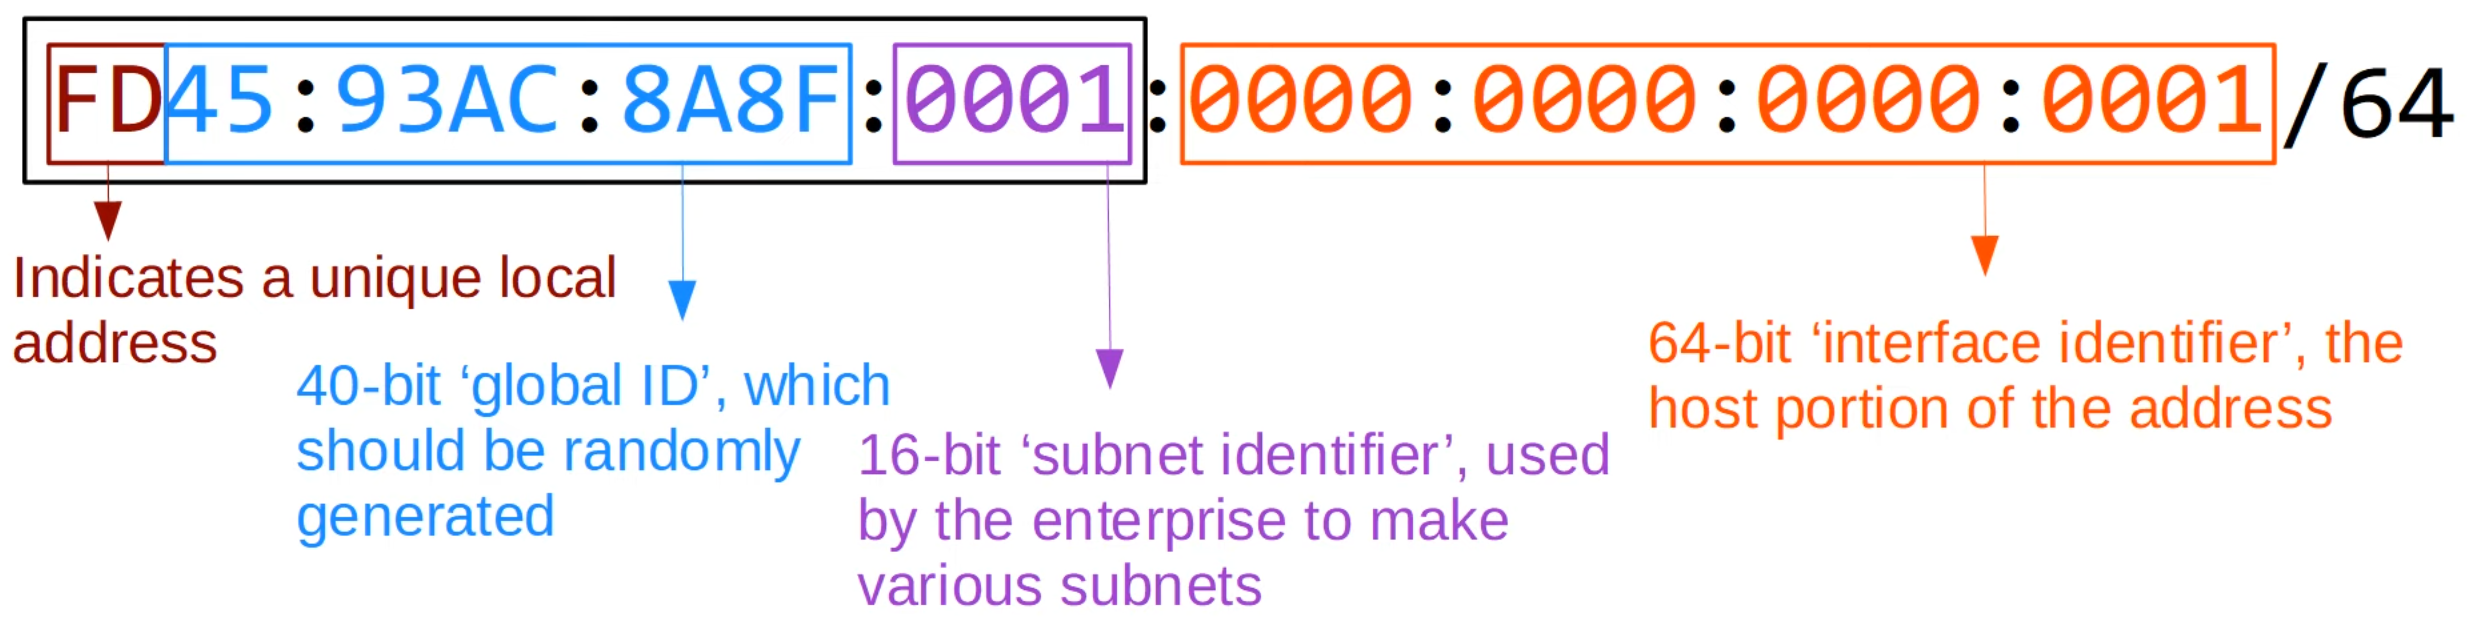 FD45:93AC:8A8F:0001:0000:0000:0000:0001/64
Indicates a unique local
address
40-bit ‘global ID’, which
should be randomly
generated
16-bit ‘subnet identifier’, used
by the enterprise to make
various subnets
64-bit ‘interface identifier’, the
host portion of the address